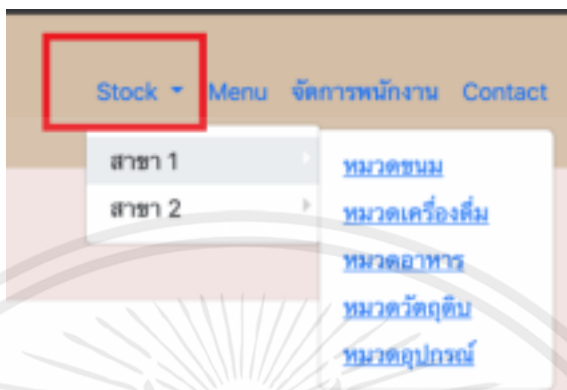 Stock Menu จัดการพนักงาน Contact
สาขา 1
สาขา 2
หมวดขนม
หมวดเครื่องดื่ม
หมวดอาหาร
หมวดวัตถุดิบ
หมวดอุปกรณ์